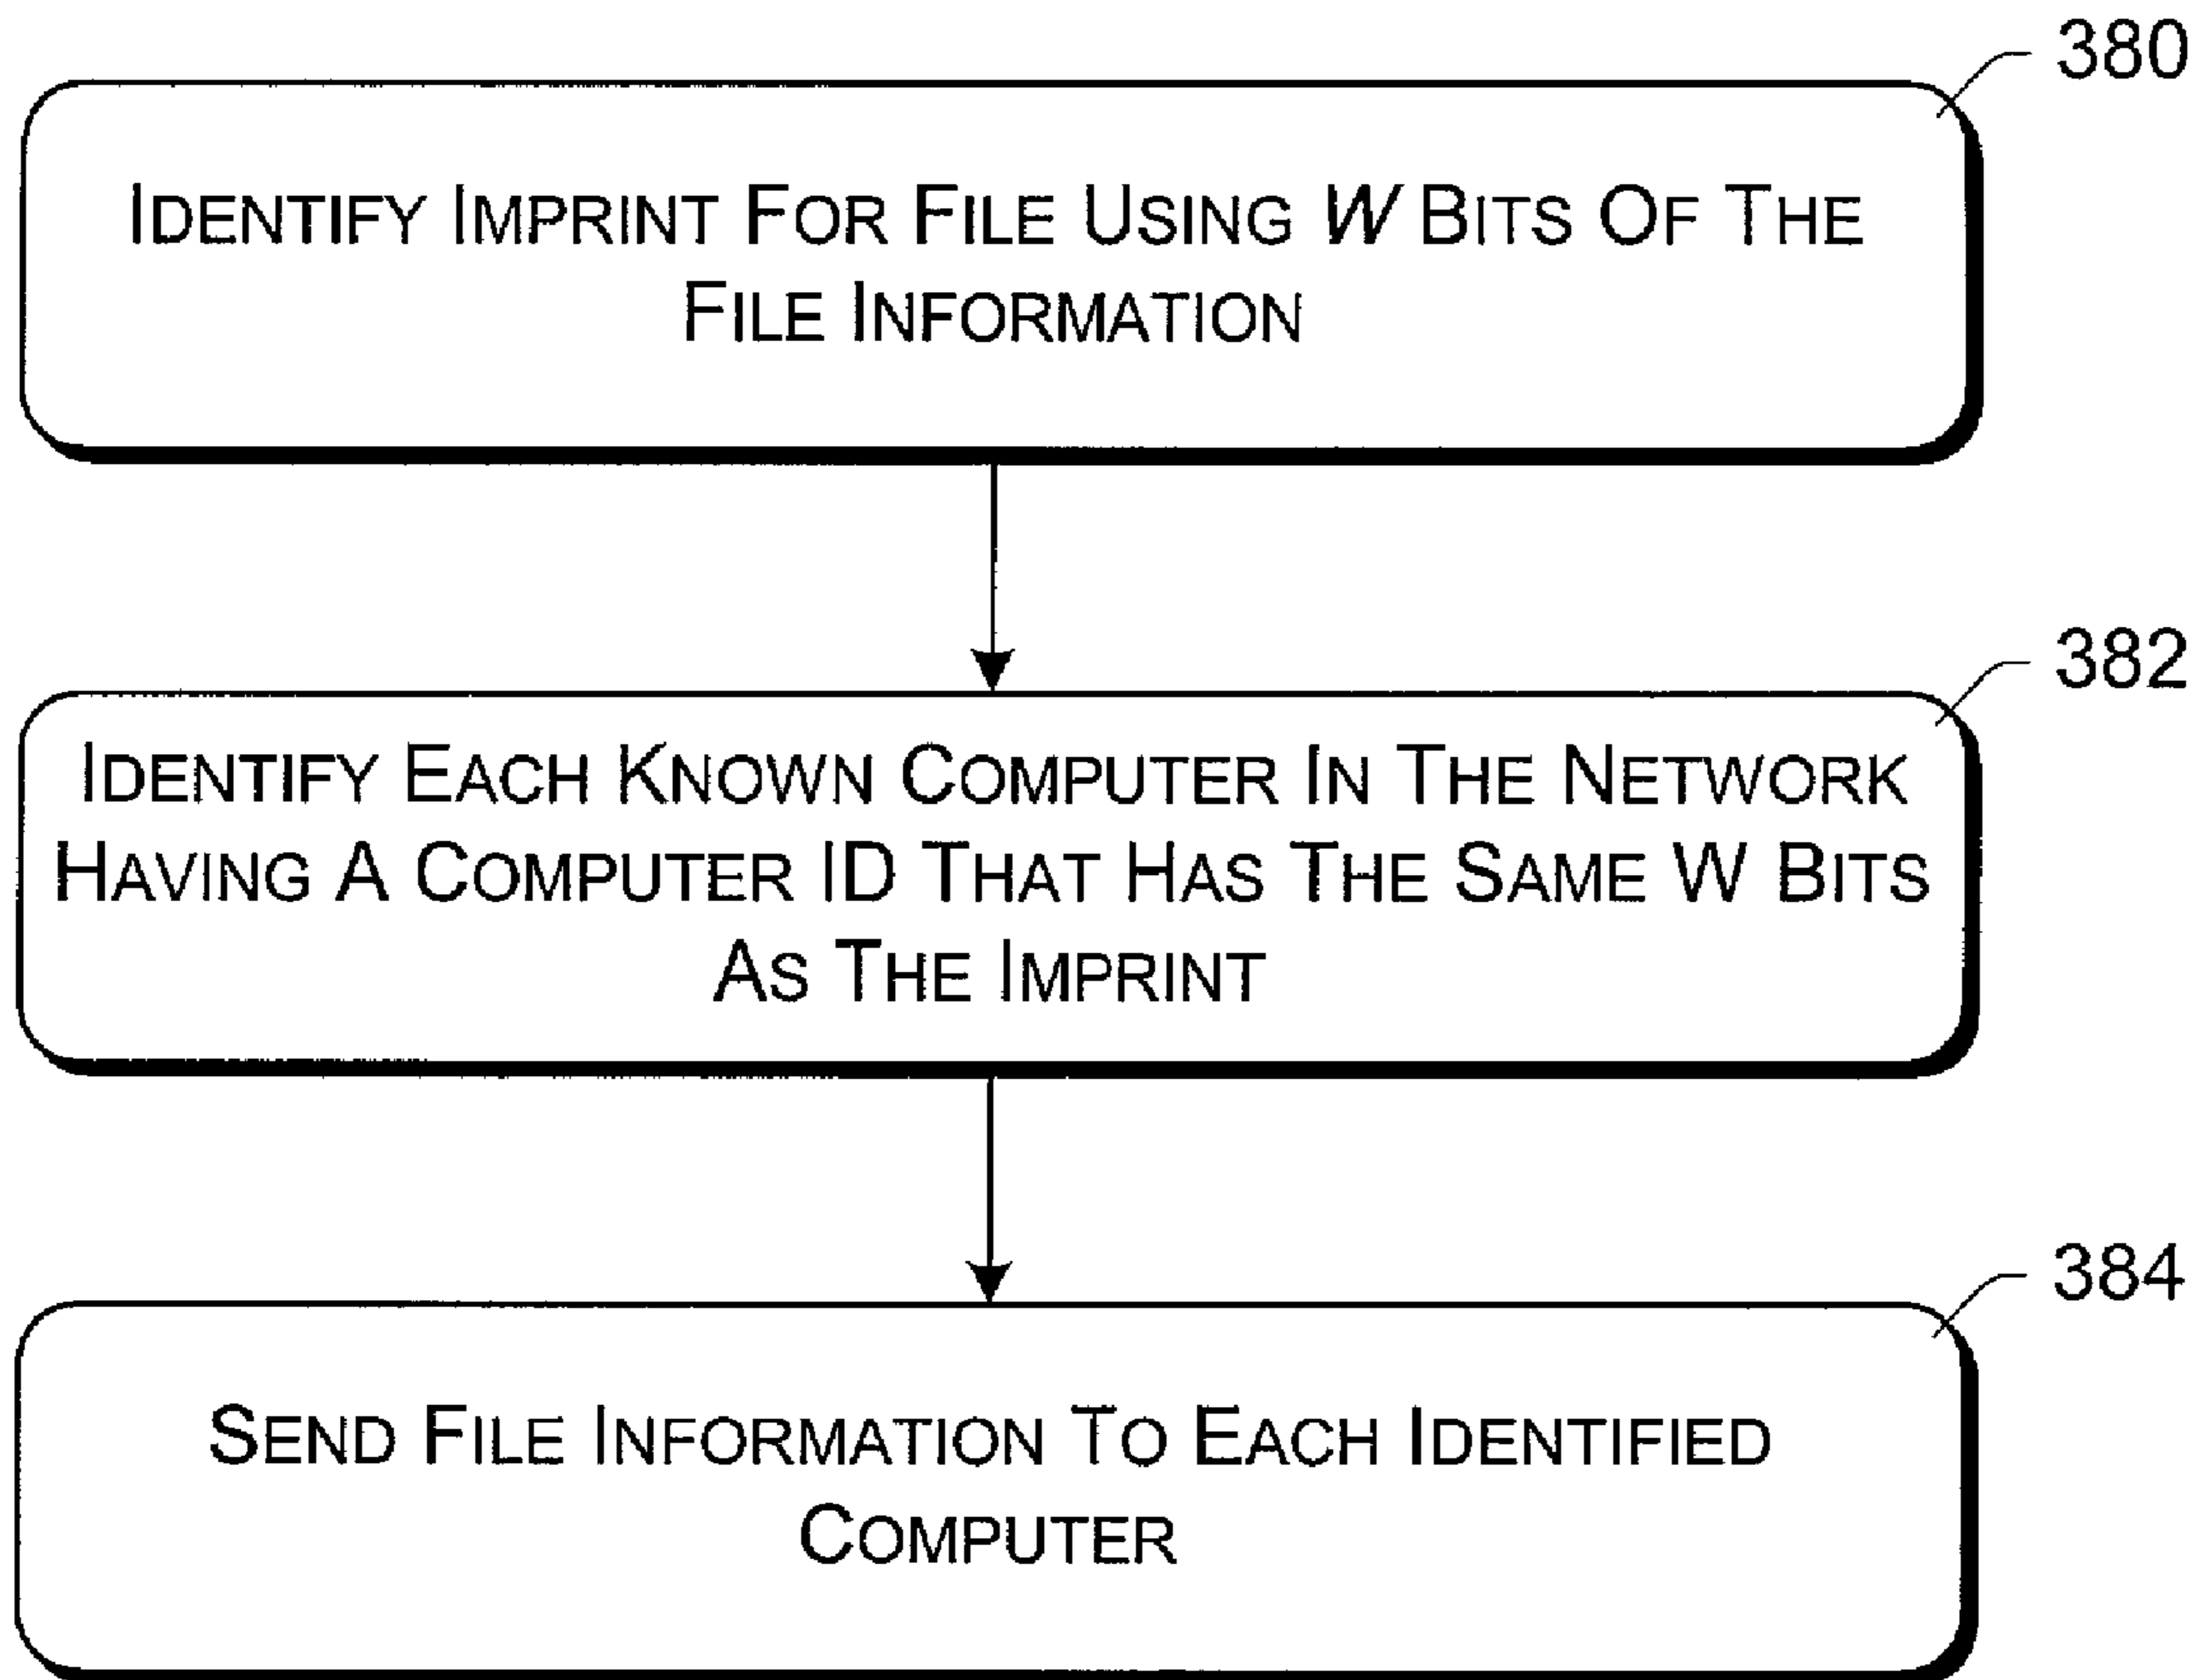 380
IDENTIFY IMPRINT FOR FILE USING W BITS OF THE
FILE INFORMATION
382
IDENTIFY EACH KNOWN COMPUTER IN THE NETWORK
HAVING A COMPUTER ID THAT HAS THE SAME W BITS
AS THE IMPRINT
384
SEND FILE INFORMATION TO EACH IDENTIFIED
COMPUTER